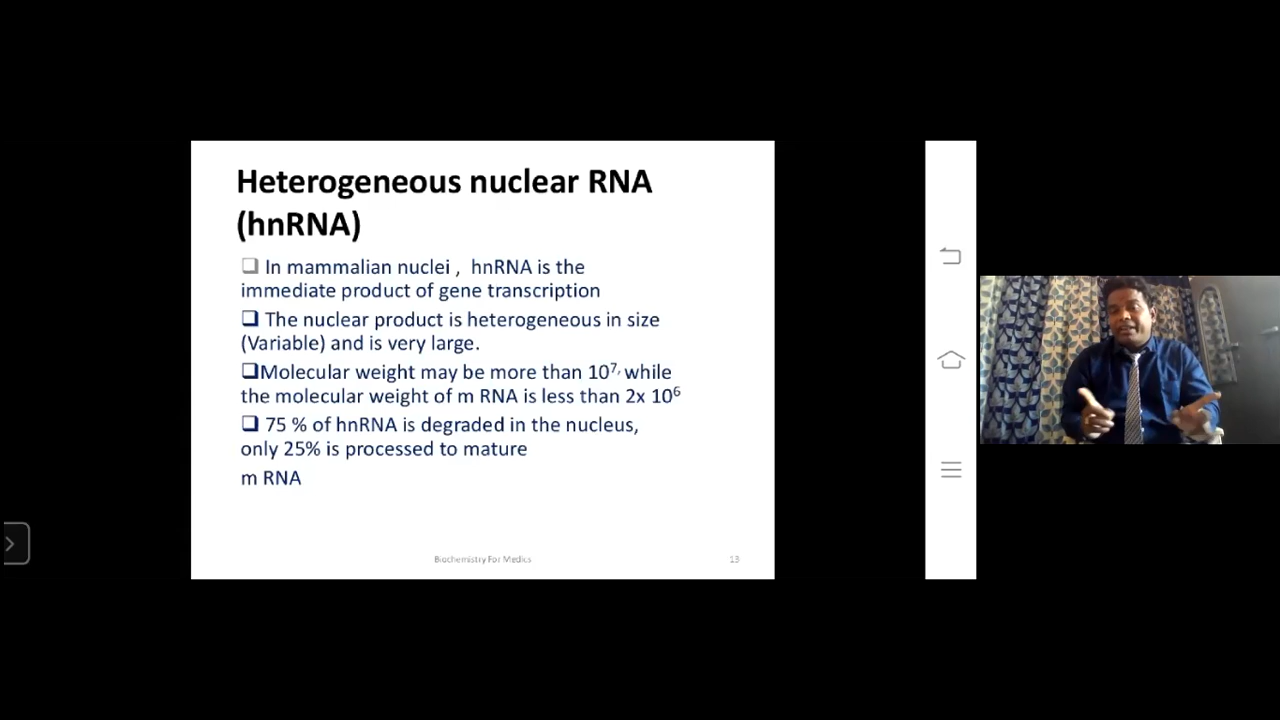 Heterogeneous nuclear RNA
(hnRNA)
❑ In mammalian nuclei , hnRNA is the
immediate product of gene transcription
❑ The nuclear product is heterogeneous in size
(Variable) and is very large.
❑Molecular weight may be more than 10⁷, while
the molecular weight of m RNA is less than 2x 10⁶
❑ 75 % of hnRNA is degraded in the nucleus,
only 25% is processed to mature
m RNA
Biochemistry For Medics
13